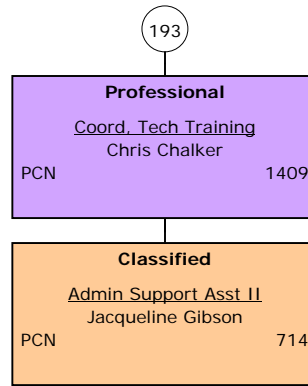 193
Professional
Coord, Tech Training
Chris Chalker
PCN 1409
Classified
Admin Support Asst II
Jacqueline Gibson
PCN 714